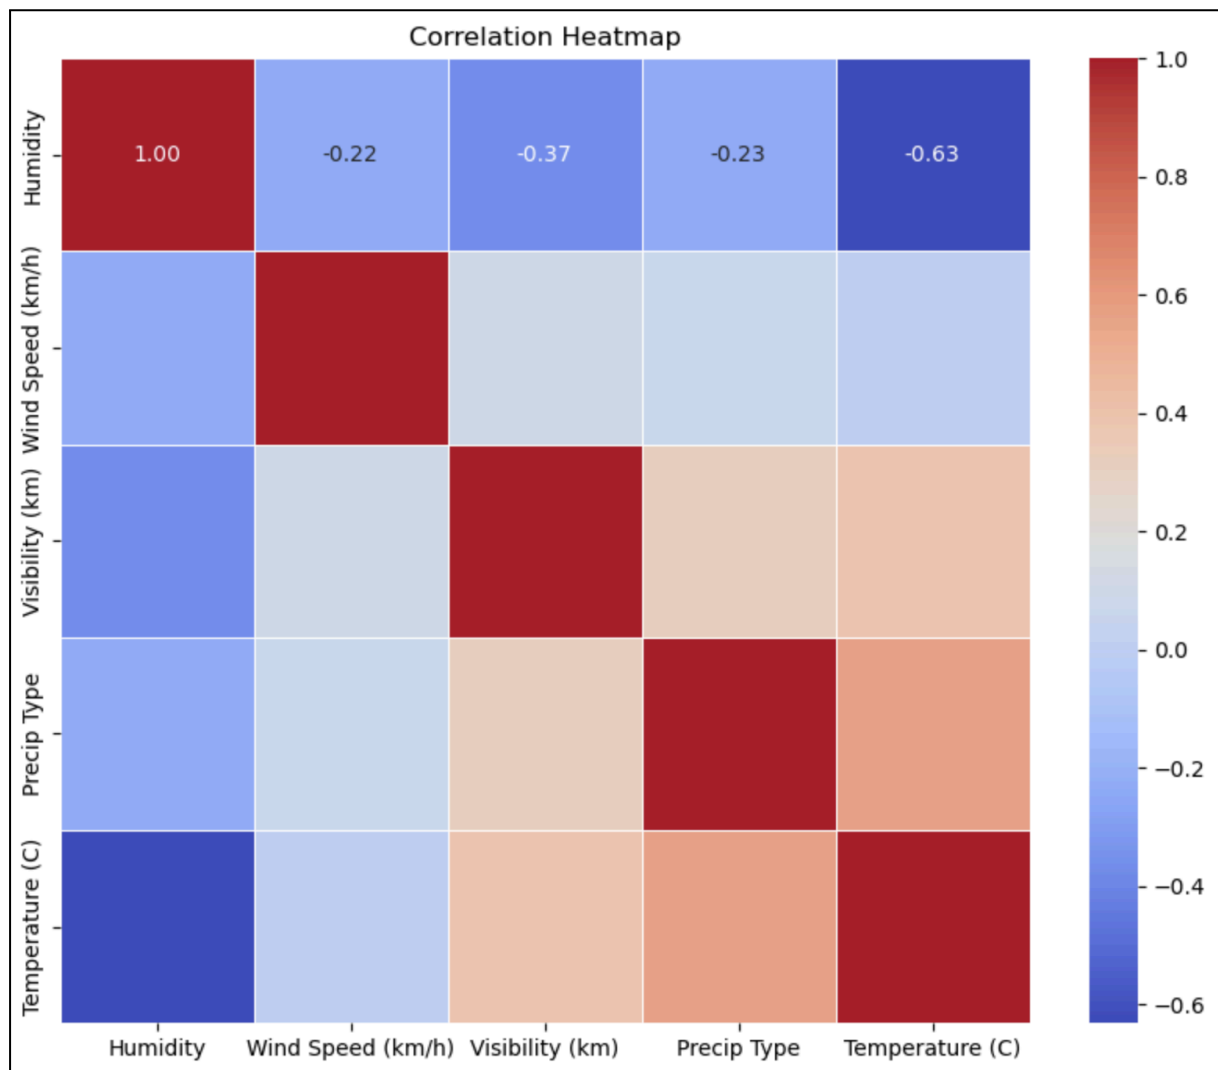 Correlation Heatmap
Humidity
1.00
-0.22
-0.37
-0.23
-0.63
Wind Speed (km/h)
Visibility (km)
Precip Type
Temperature (C)
Humidity
Wind Speed (km/h)
Visibility (km)
Precip Type
Temperature (C)
1.0
0.8
0.6
0.4
0.2
0.0
−0.2
−0.4
−0.6